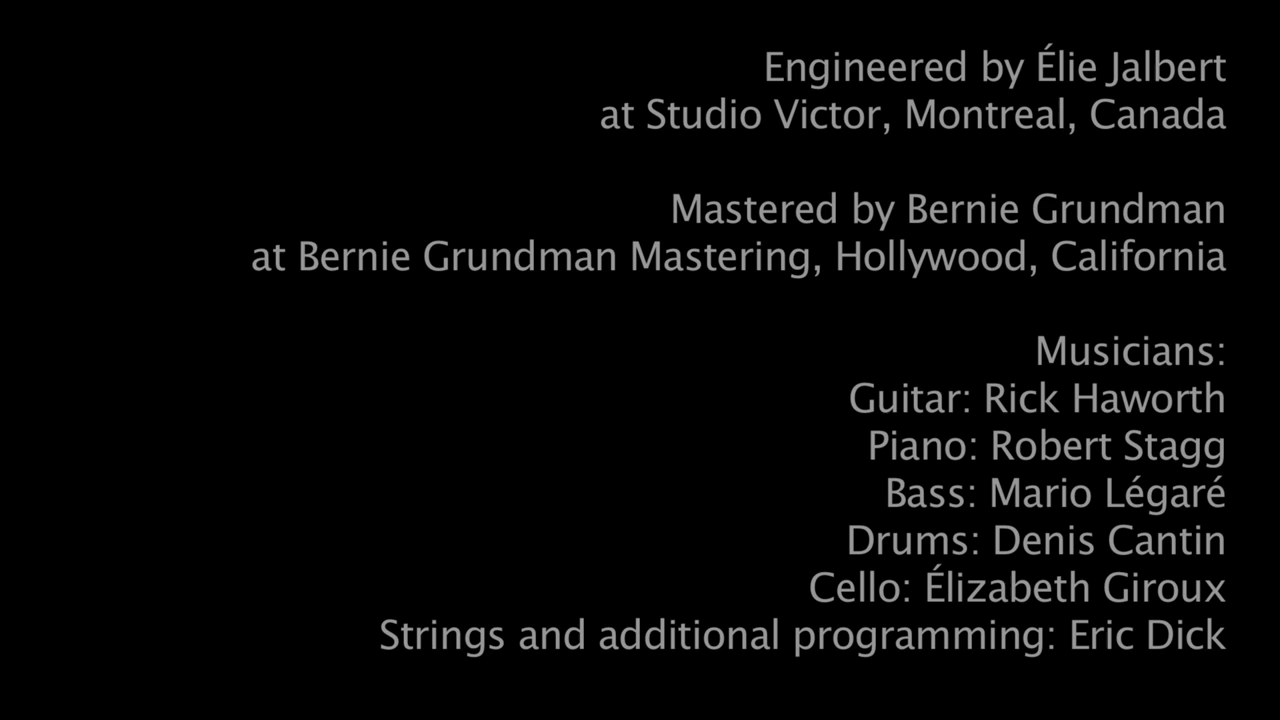 Engineered by Élie Jalbert
at Studio Victor, Montreal, Canada
Mastered by Bernie Grundman
at Bernie Grundman Mastering, Hollywood, California
Musicians:
Guitar: Rick Haworth
Piano: Robert Stagg
Bass: Mario Légaré
Drums: Denis Cantin
Cello: Élizabeth Giroux
Strings and additional programming: Eric Dick